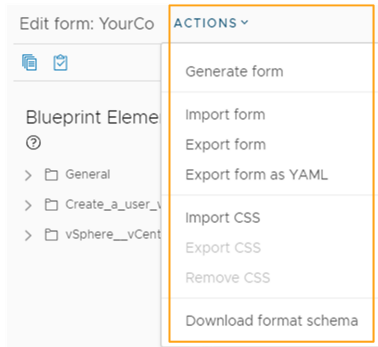 Edit form: YourCo
ACTIONS
Generate form
Import form
Export form
Export form as YAML
Import CSS
Export CSS
Remove CSS
Download format schema
Blueprint Eleme
General
Create_a_user_
vSphere__vCent